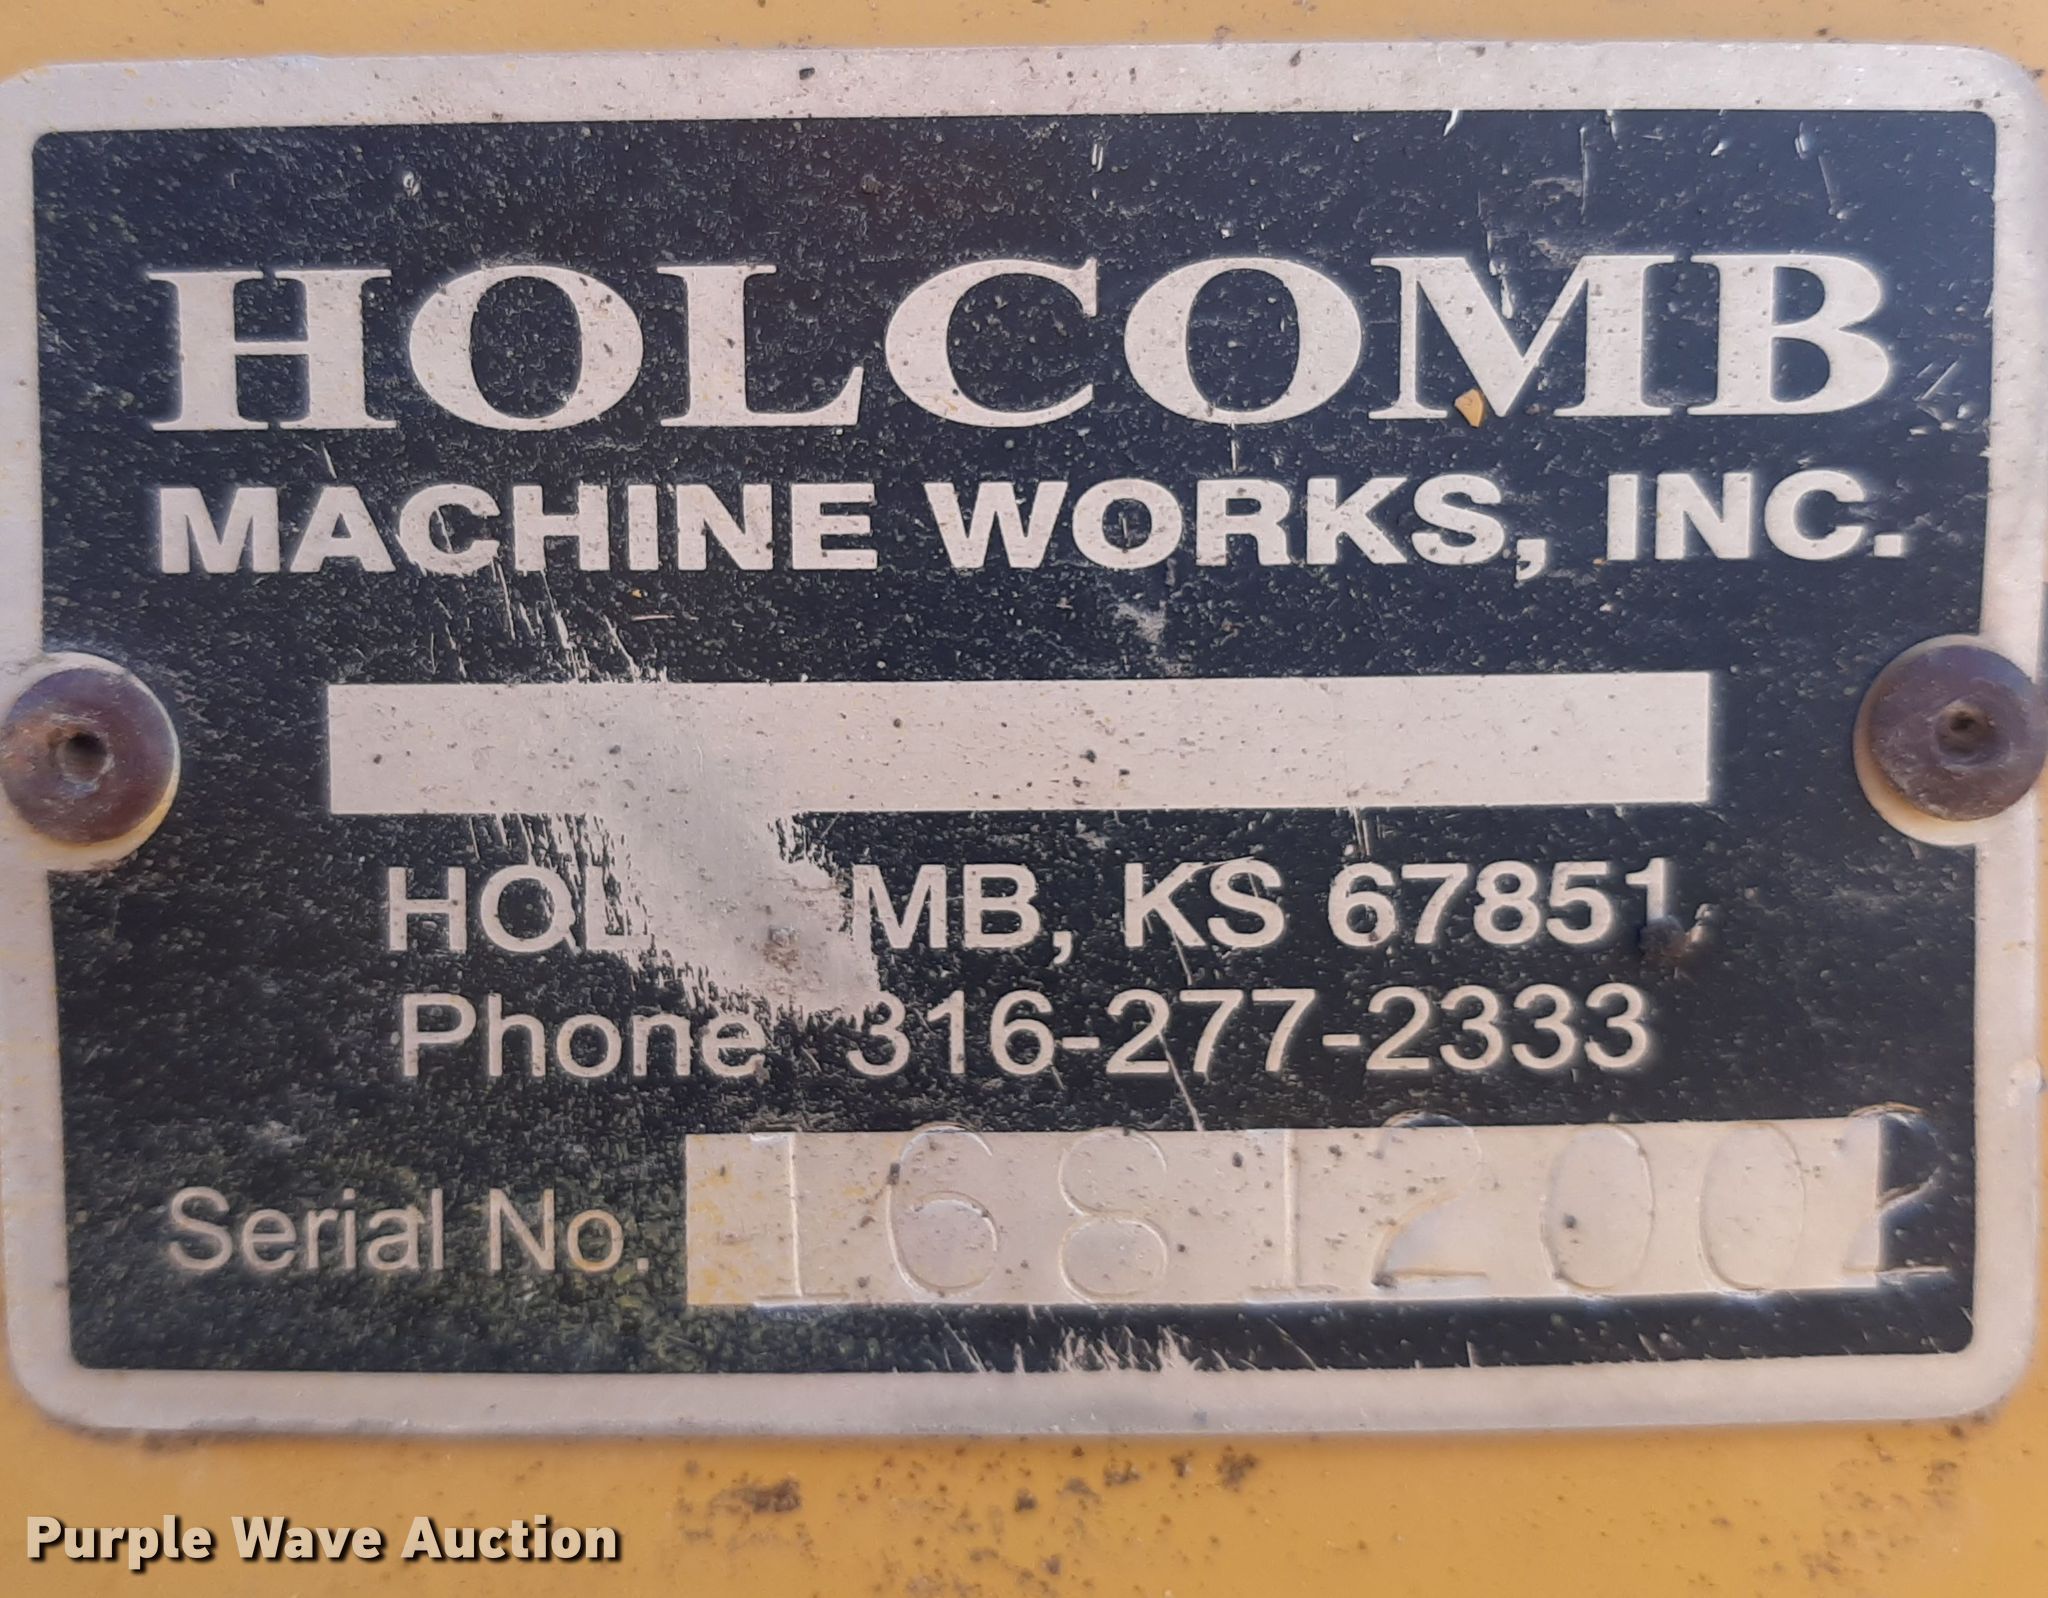 HOLCOMB
MACHINE WORKS, INC.
HOL MB, KS 67851
Phone 316-277-2333
Serial No. 16812002
Purple Wave Auction